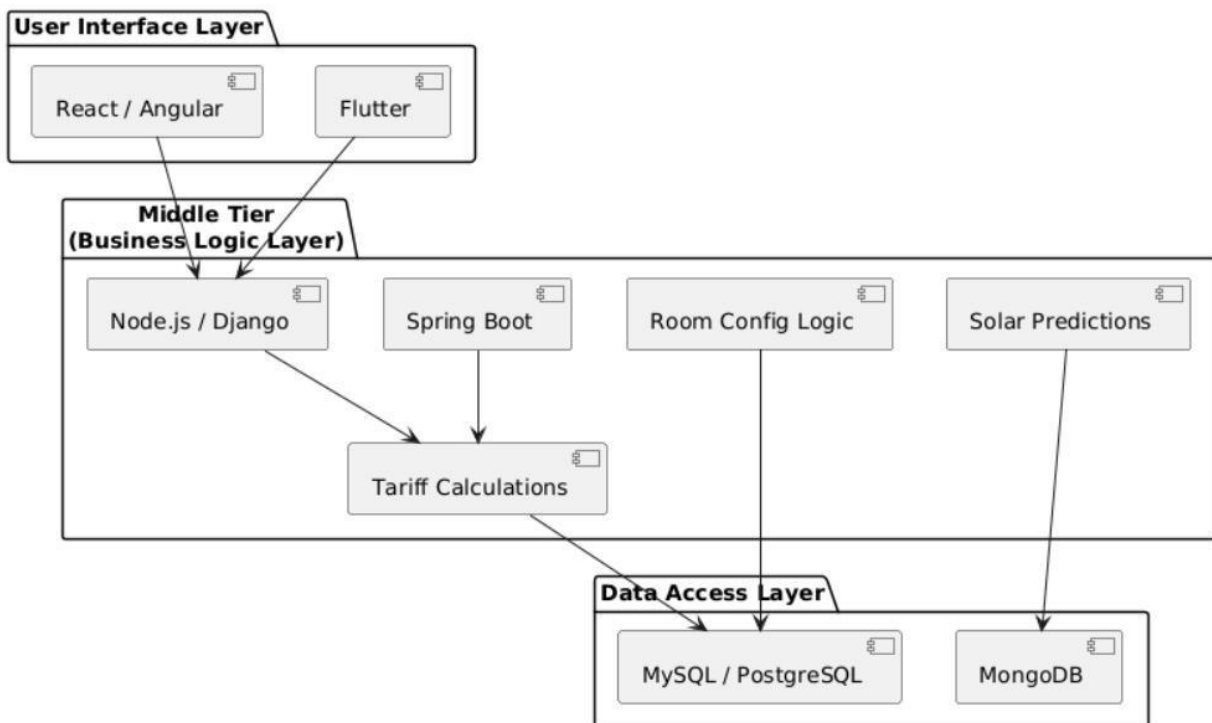 User Interface Layer
React / Angular
Flutter
Middle Tier
(Business Logic Layer)
Node.js / Django
Spring Boot
Room Config Logic
Solar Predictions
Tariff Calculations
Data Access Layer
MySQL / PostgreSQL
MongoDB